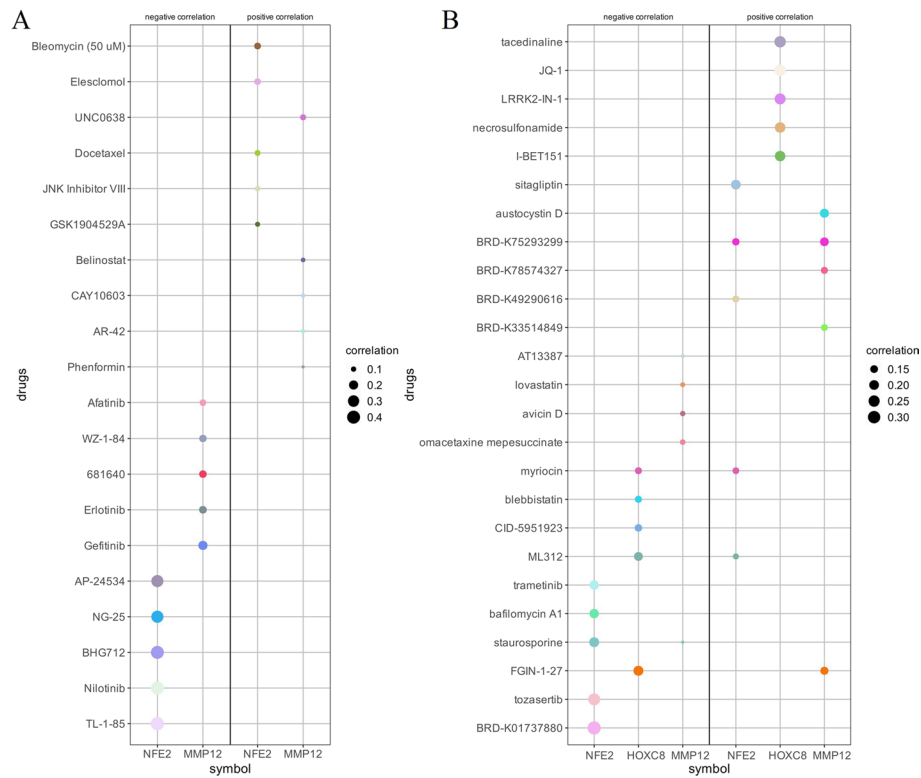 A
negative correlation
positive correlation
Bleomycin (50 uM)
Elesclomol
UNC0638
Docetaxel
JNK Inhibitor VIII
GSK1904529A
Belinostat
CAY10603
AR-42
Phenformin
Afatinib
WZ-1-84
681640
Erlotinib
Gefitinib
AP-24534
NG-25
BHG712
Nilotinib
TL-1-85
drugs
NFE2 MMP12 NFE2 MMP12
symbol
correlation
0.1
0.2
0.3
0.4
B
negative correlation
positive correlation
tacedinaline
JQ-1
LRRK2-IN-1
necrosulfonamide
I-BET151
sitagliptin
austocystin D
BRD-K75293299
BRD-K78574327
BRD-K49290616
BRD-K33514849
AT13387
lovastatin
avicin D
omacetaxine mepesuccinate
myriocin
blebbistatin
CID-5951923
ML312
trametinib
bafilomycin A1
staurosporine
FGIN-1-27
tozasertib
BRD-K01737880
drugs
NFE2 HOXC8 MMP12 NFE2 HOXC8 MMP12
symbol
correlation
0.15
0.20
0.25
0.30